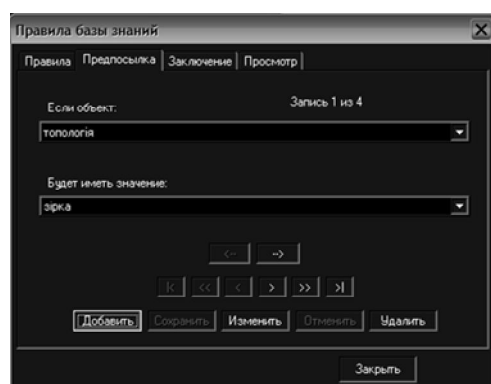 Правила базы знаний
Правила Предпосылка Заключение Просмотр
Если объект: Запись 1 из 4
топологія
Будет иметь значение:
зірка
<-- -->
|< << < > >> >|
Добавить Сохранить Изменить Отменить Удалить
Закрыть